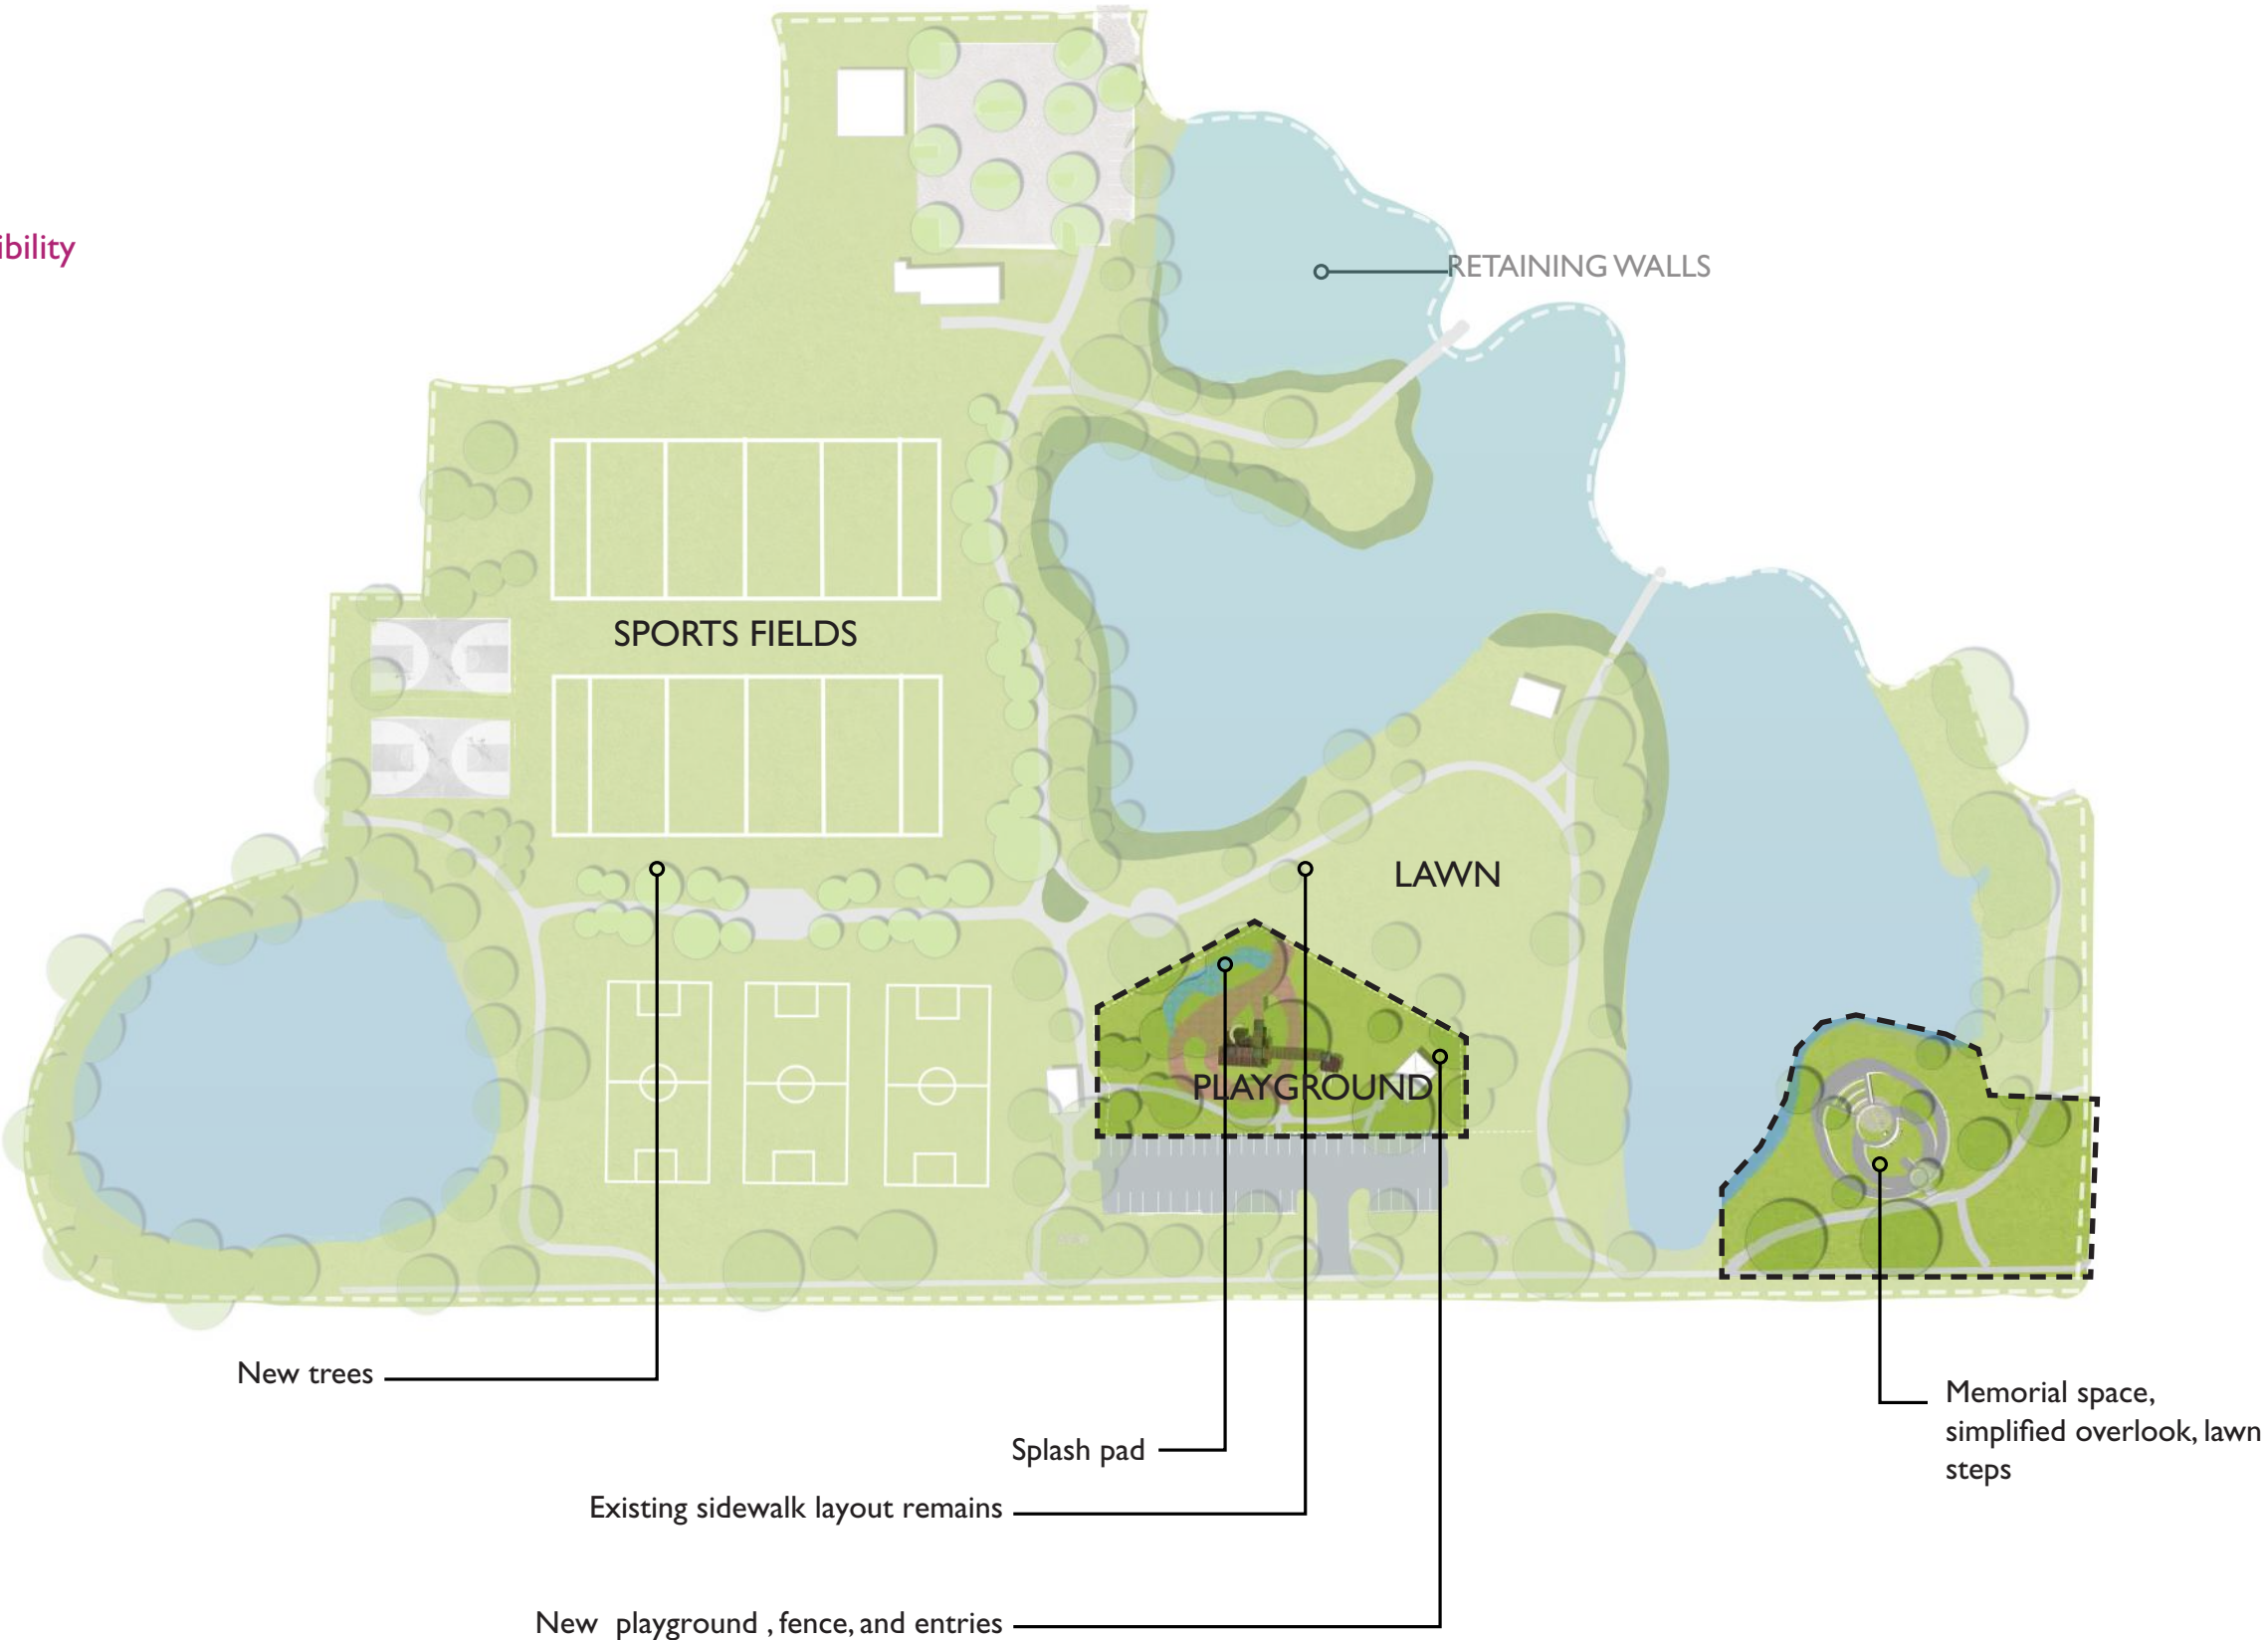 ibility
RETAINING WALLS
SPORTS FIELDS
LAWN
PLAYGROUND
New trees
Memorial space,
simplified overlook, lawn
steps
Splash pad
Existing sidewalk layout remains
New playground , fence, and entries